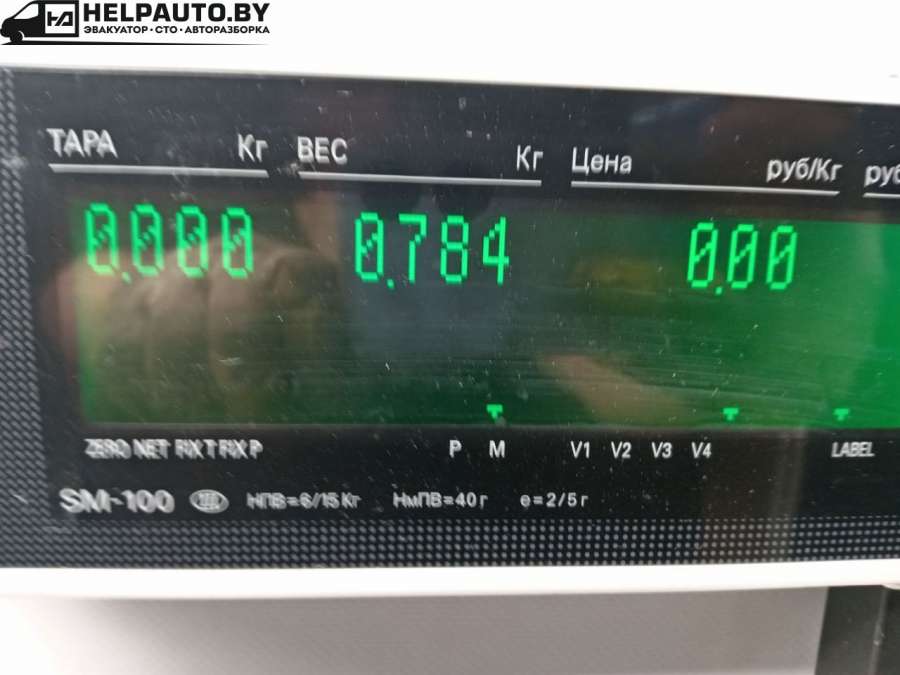 HELPAUTO.BY
ЭВАКУАТОР • СТО • АВТОРАЗБОРКА
ТАРА Кг ВЕС Кг Цена руб/Кг руб
0.000 0.784 0.00
ZERO NET FIX T FIX P P M V1 V2 V3 V4 LABEL
SM-100 НПВ=6/15 Кг НмПВ=40 г e=2/5 г